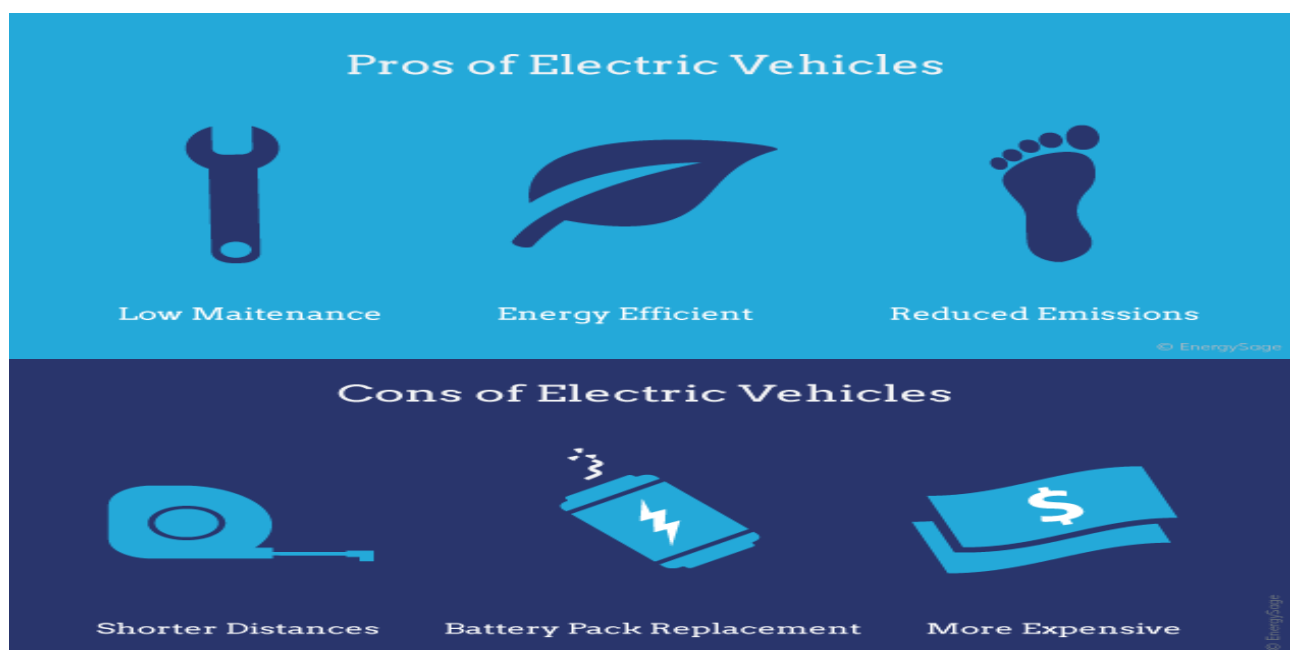 Pros of Electric Vehicles
Low Maitenance
Energy Efficient
Reduced Emissions
© EnergySage
Cons of Electric Vehicles
$
Shorter Distances
Battery Pack Replacement
More Expensive
© EnergySage